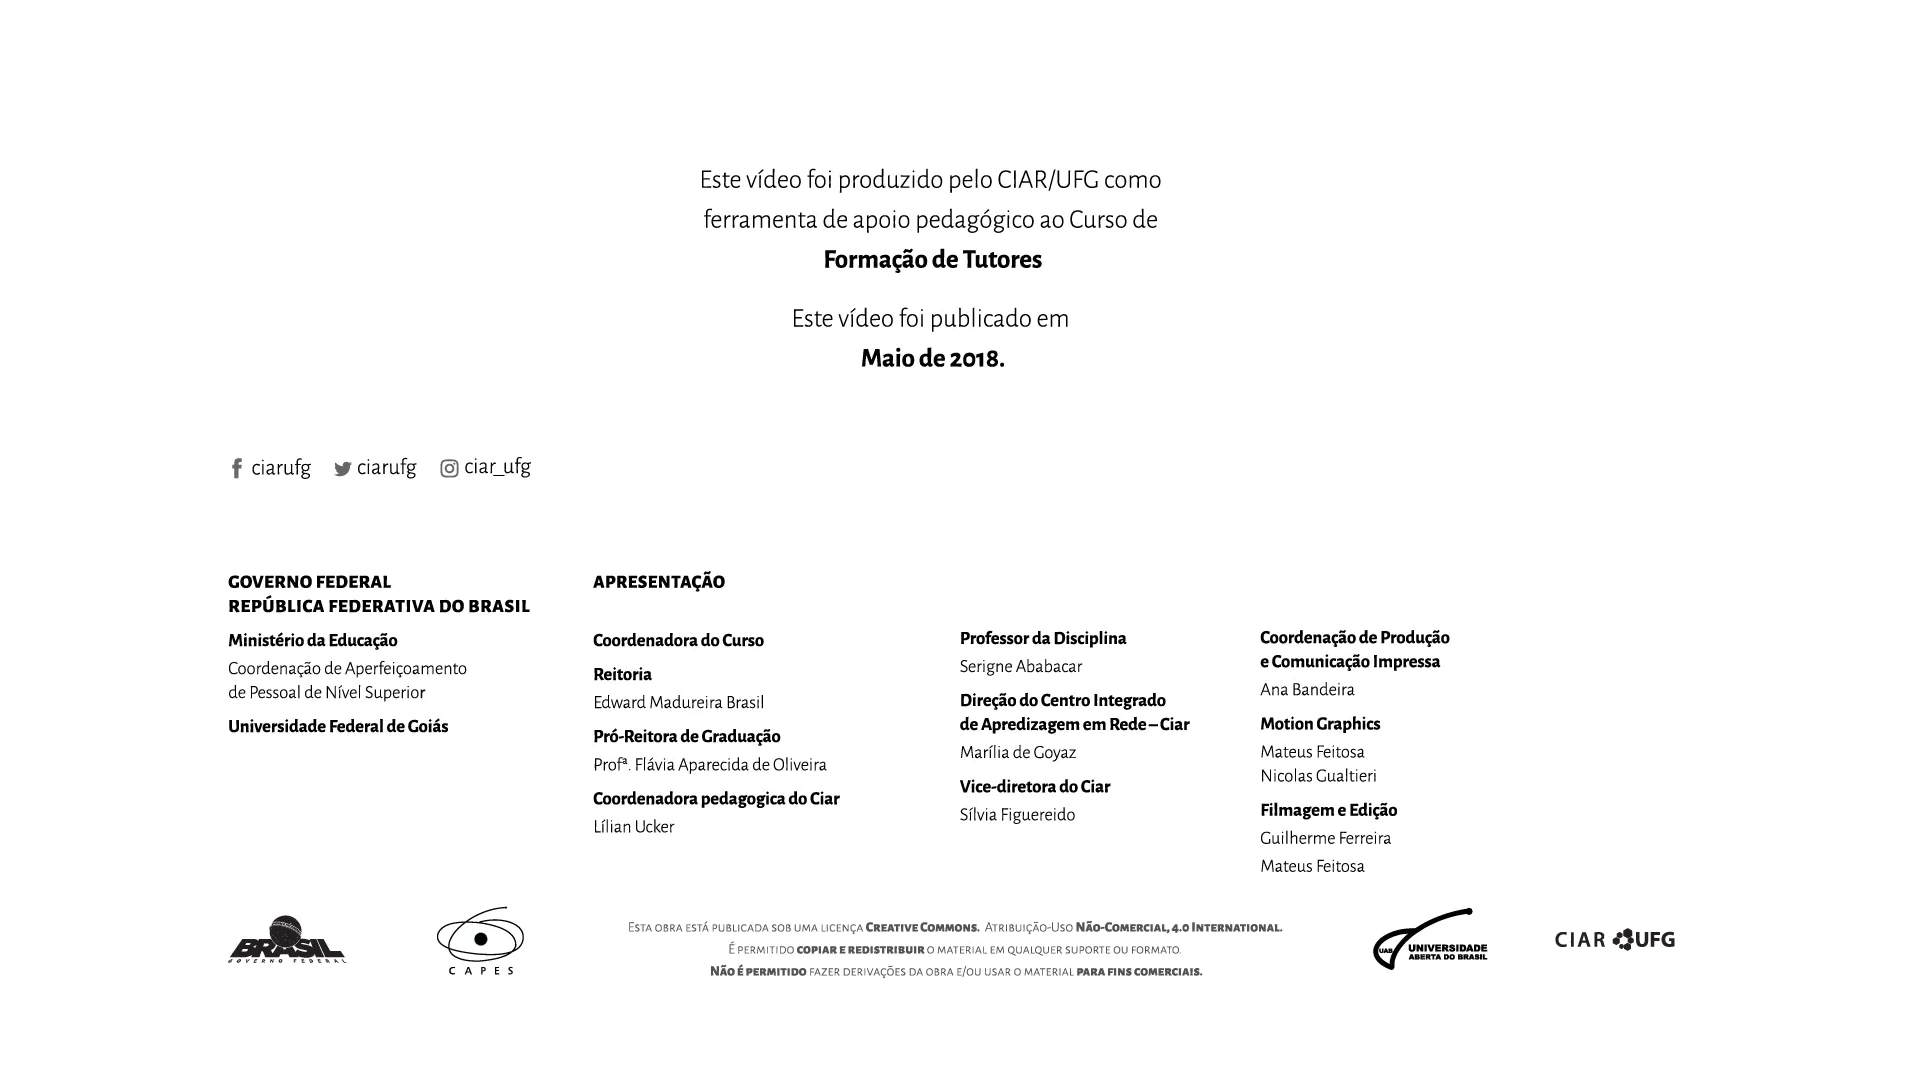 Este vídeo foi produzido pelo CIAR/UFG como
ferramenta de apoio pedagógico ao Curso de
Formação de Tutores
Este vídeo foi publicado em
Maio de 2018.
ciarufg ciarufg ciar_ufg
GOVERNO FEDERAL
REPÚBLICA FEDERATIVA DO BRASIL
Ministério da Educação
Coordenação de Aperfeiçoamento
de Pessoal de Nível Superior
Universidade Federal de Goiás
APRESENTAÇÃO
Coordenadora do Curso
Reitoria
Edward Madureira Brasil
Pró-Reitora de Graduação
Profª. Flávia Aparecida de Oliveira
Coordenadora pedagogica do Ciar
Lílian Ucker
Professor da Disciplina
Serigne Ababacar
Direção do Centro Integrado
de Apredizagem em Rede – Ciar
Marília de Goyaz
Vice-diretora do Ciar
Sílvia Figuereido
Coordenação de Produção
e Comunicação Impressa
Ana Bandeira
Motion Graphics
Mateus Feitosa
Nicolas Gualtieri
Filmagem e Edição
Guilherme Ferreira
Mateus Feitosa
BRASIL
GOVERNO FEDERAL
CAPES
Esta obra está publicada sob uma licença Creative Commons. Atribuição-Uso Não-Comercial, 4.0 International.
É permitido copiar e redistribuir o material em qualquer suporte ou formato.
Não é permitido fazer derivações da obra e/ou usar o material para fins comerciais.
UAB UNIVERSIDADE
ABERTA DO BRASIL
CIAR UFG